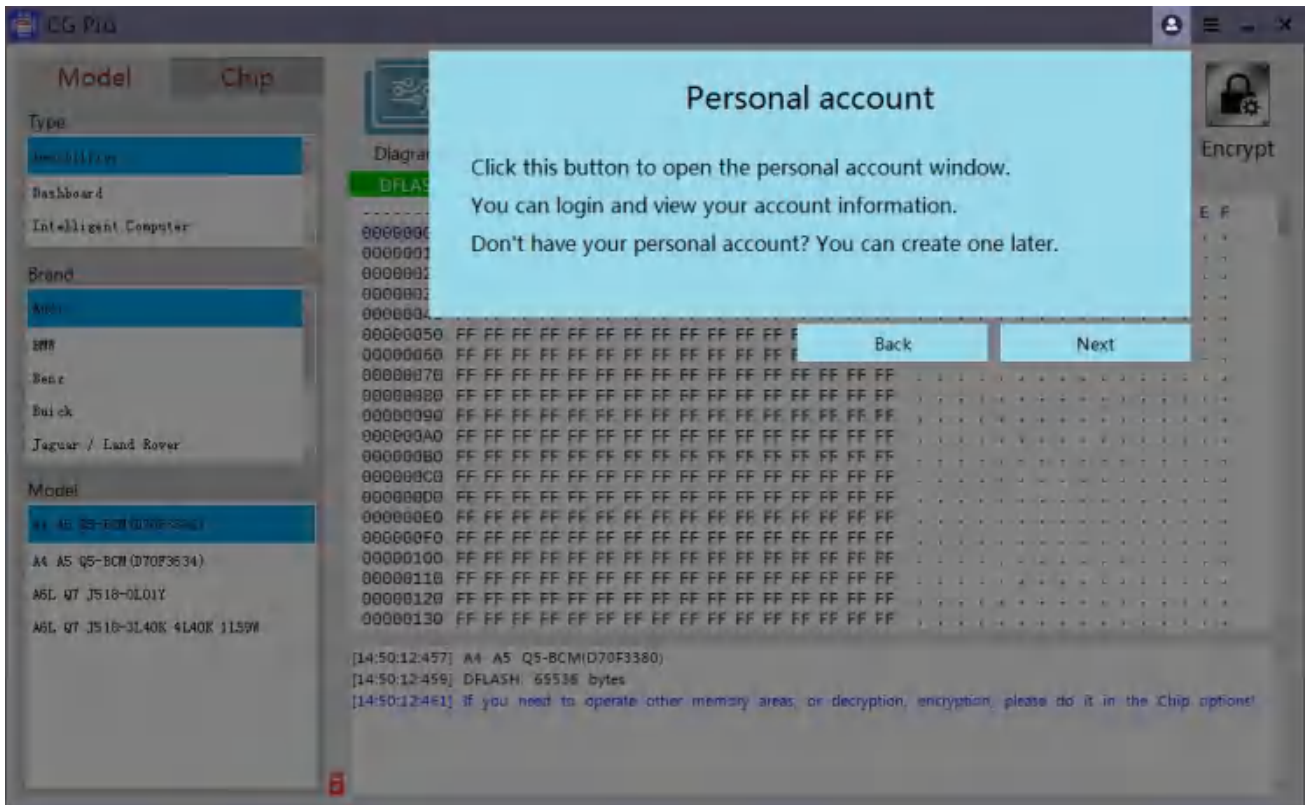 CG Pro
Model Chip
Type
Dashboard
Intelligent Computer
Brand
BMW
Benz
Buick
Jaguar / Land Rover
Model
A4 A5 Q5-BCM(D70F3634)
A6L Q7 J518-0L01Y
A6L Q7 J518-3L40K 4L40K 1L59W
Encrypt
Personal account
Click this button to open the personal account window.
You can login and view your account information.
Don't have your personal account? You can create one later.
Back Next
E F
00000050 FF FF FF FF FF FF FF FF FF FF FF FF
00000060 FF FF FF FF FF FF FF FF FF FF FF FF
00000070 FF FF FF FF FF FF FF FF FF FF FF FF FF FF FF FF
00000080 FF FF FF FF FF FF FF FF FF FF FF FF FF FF FF FF
00000090 FF FF FF FF FF FF FF FF FF FF FF FF FF FF FF FF
000000A0 FF FF FF FF FF FF FF FF FF FF FF FF FF FF FF FF
000000B0 FF FF FF FF FF FF FF FF FF FF FF FF FF FF FF FF
000000C0 FF FF FF FF FF FF FF FF FF FF FF FF FF FF FF FF
000000D0 FF FF FF FF FF FF FF FF FF FF FF FF FF FF FF FF
000000E0 FF FF FF FF FF FF FF FF FF FF FF FF FF FF FF FF
000000F0 FF FF FF FF FF FF FF FF FF FF FF FF FF FF FF FF
00000100 FF FF FF FF FF FF FF FF FF FF FF FF FF FF FF FF
00000110 FF FF FF FF FF FF FF FF FF FF FF FF FF FF FF FF
00000120 FF FF FF FF FF FF FF FF FF FF FF FF FF FF FF FF
00000130 FF FF FF FF FF FF FF FF FF FF FF FF FF FF FF FF
[14:50:12:457] A4 A5 Q5-BCM(D70F3380)
[14:50:12:459] DFLASH 65536 bytes
[14:50:12:461] If you need to operate other memory areas, or decryption, encryption, please do it in the Chip options!